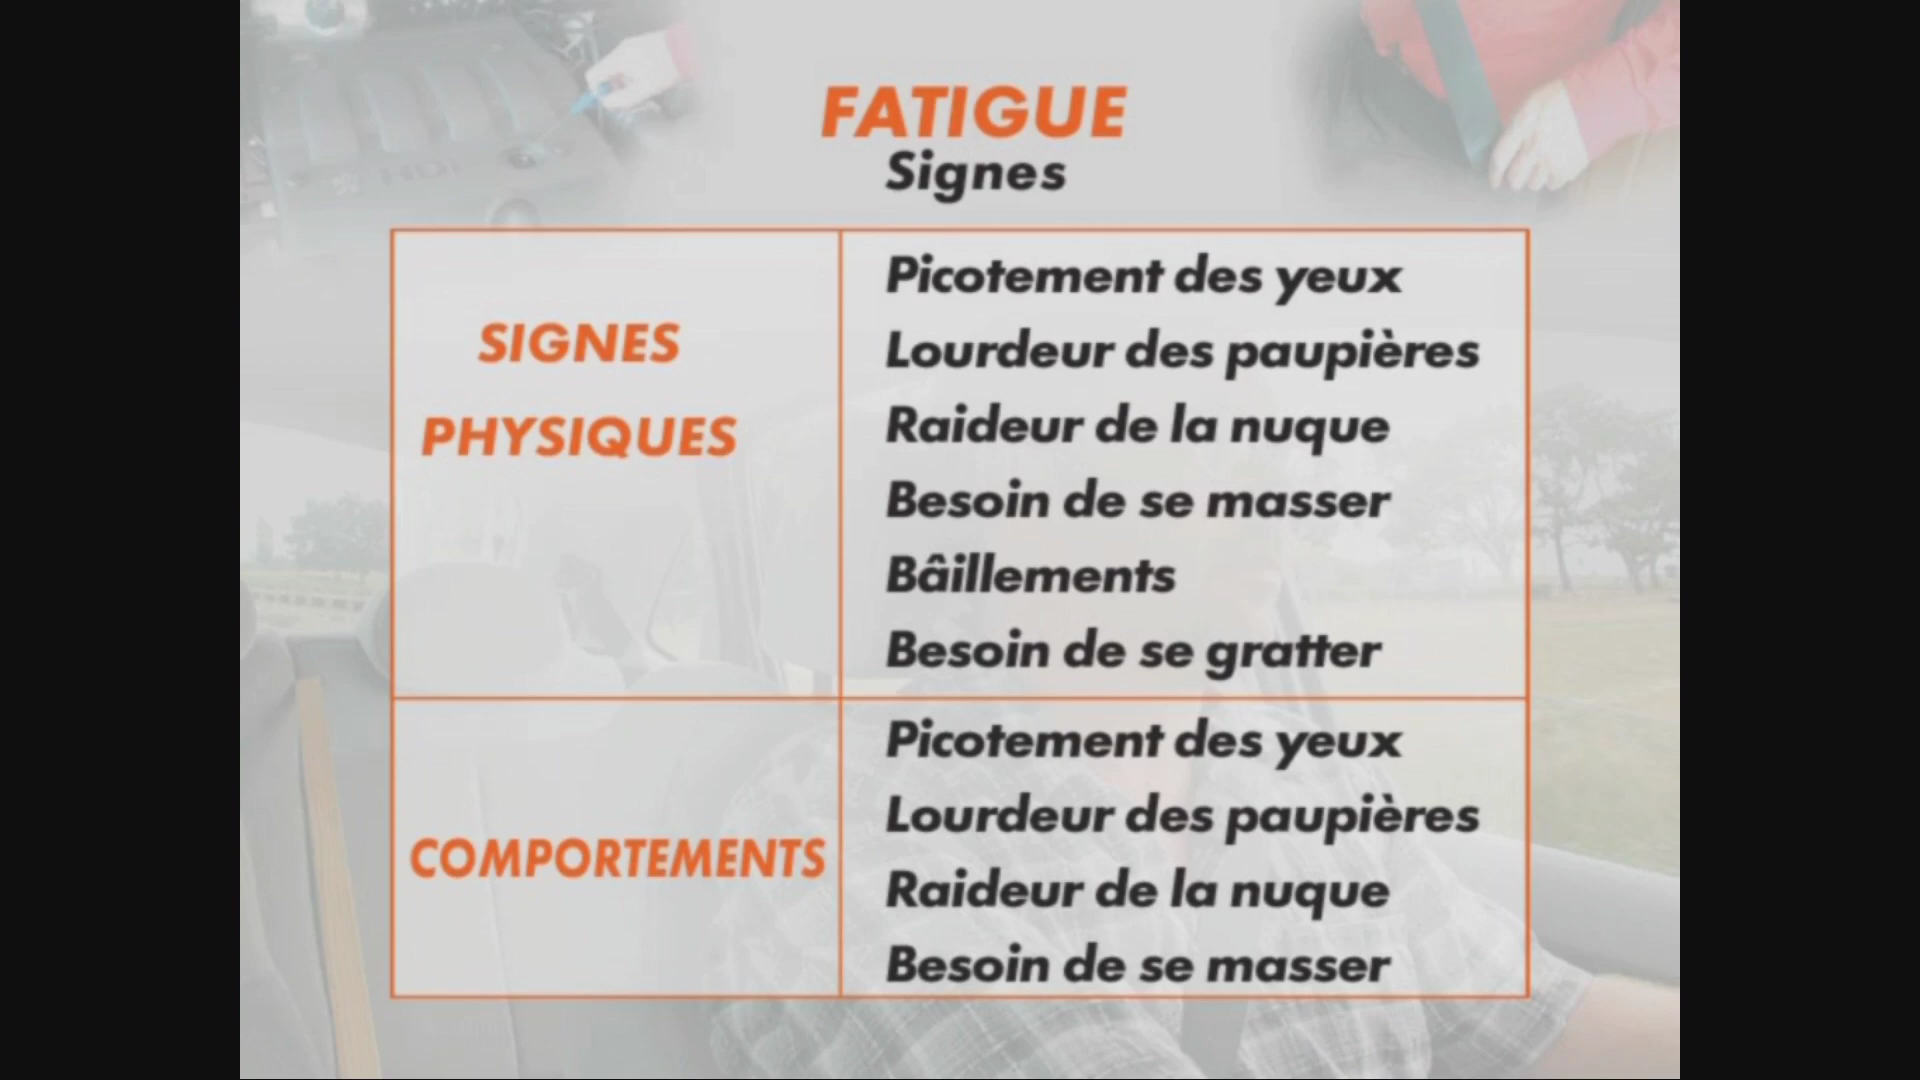 FATIGUE
Signes
SIGNES
PHYSIQUES
Picotement des yeux
Lourdeur des paupières
Raideur de la nuque
Besoin de se masser
Bâillements
Besoin de se gratter
COMPORTEMENTS
Picotement des yeux
Lourdeur des paupières
Raideur de la nuque
Besoin de se masser
HDi